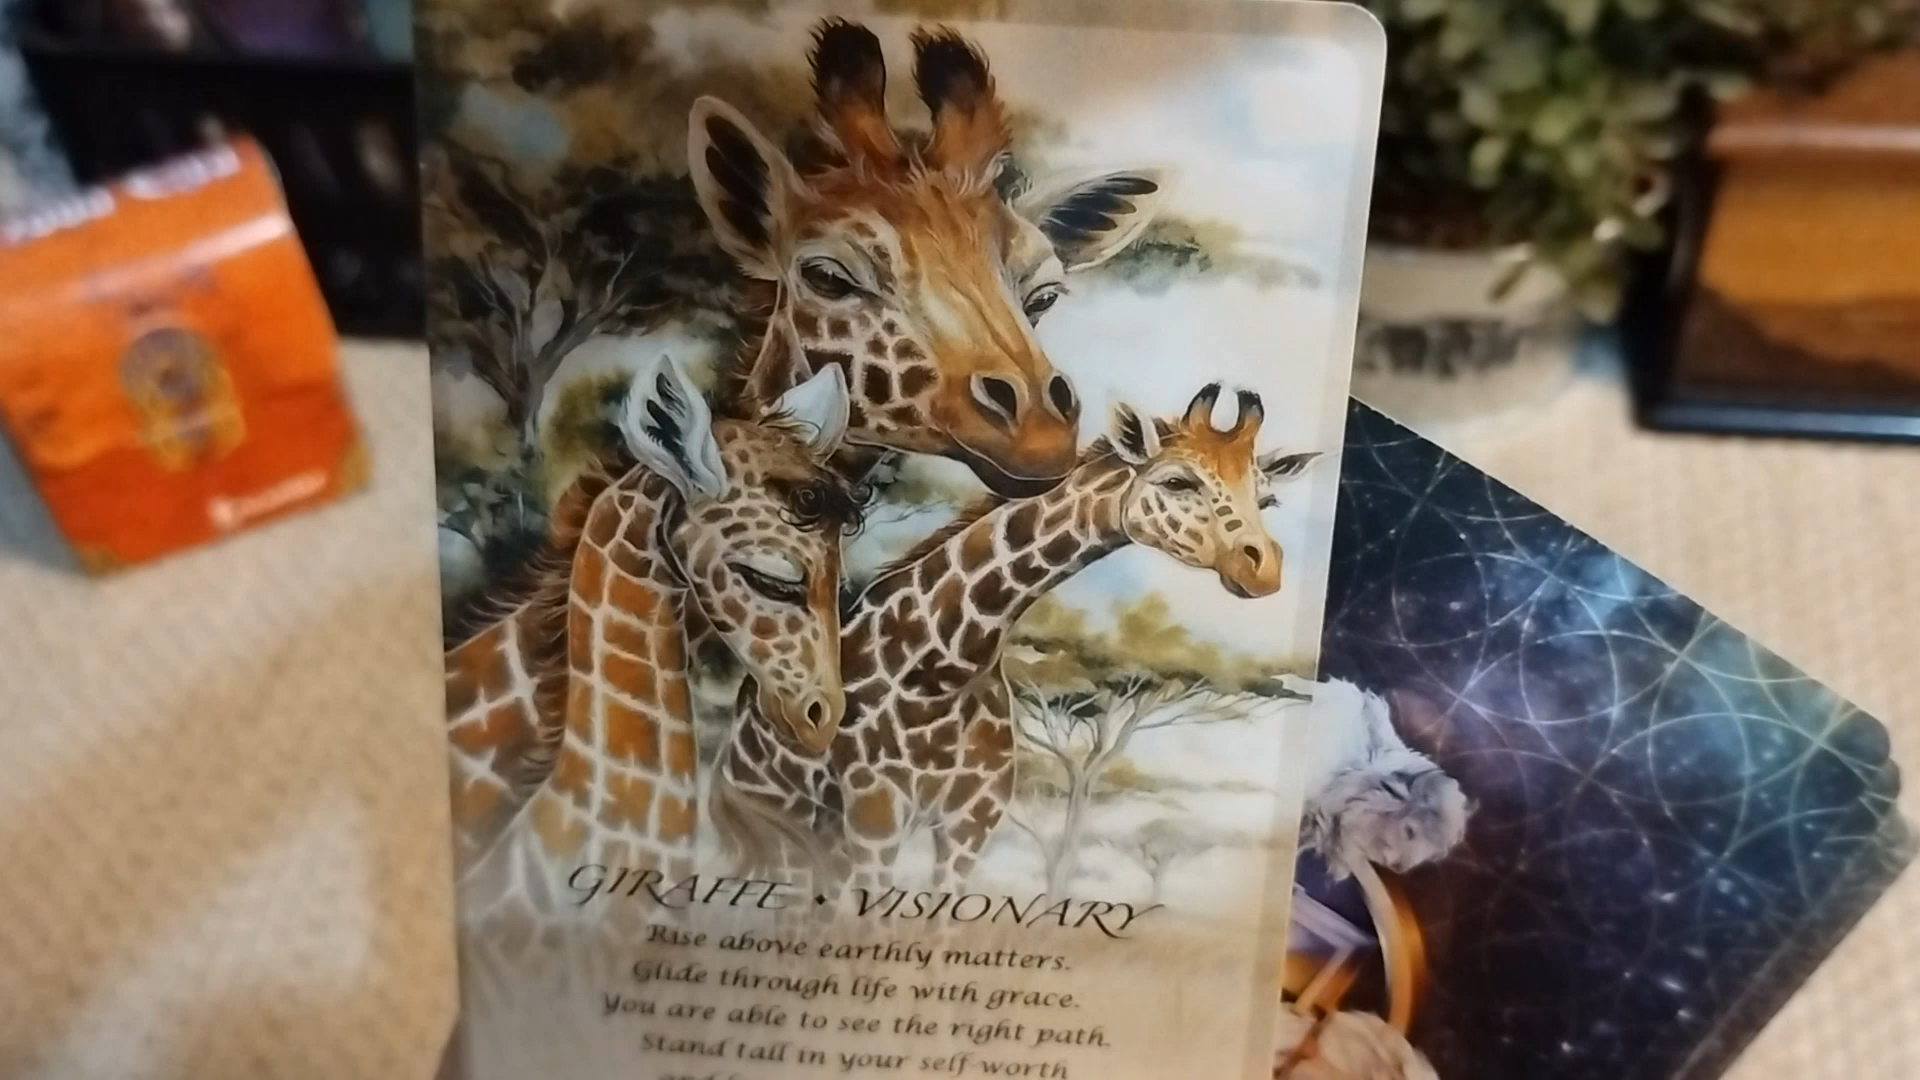 GIRAFFE • VISIONARY
Rise above earthly matters.
Glide through life with grace.
You are able to see the right path.
Stand tall in your self-worth